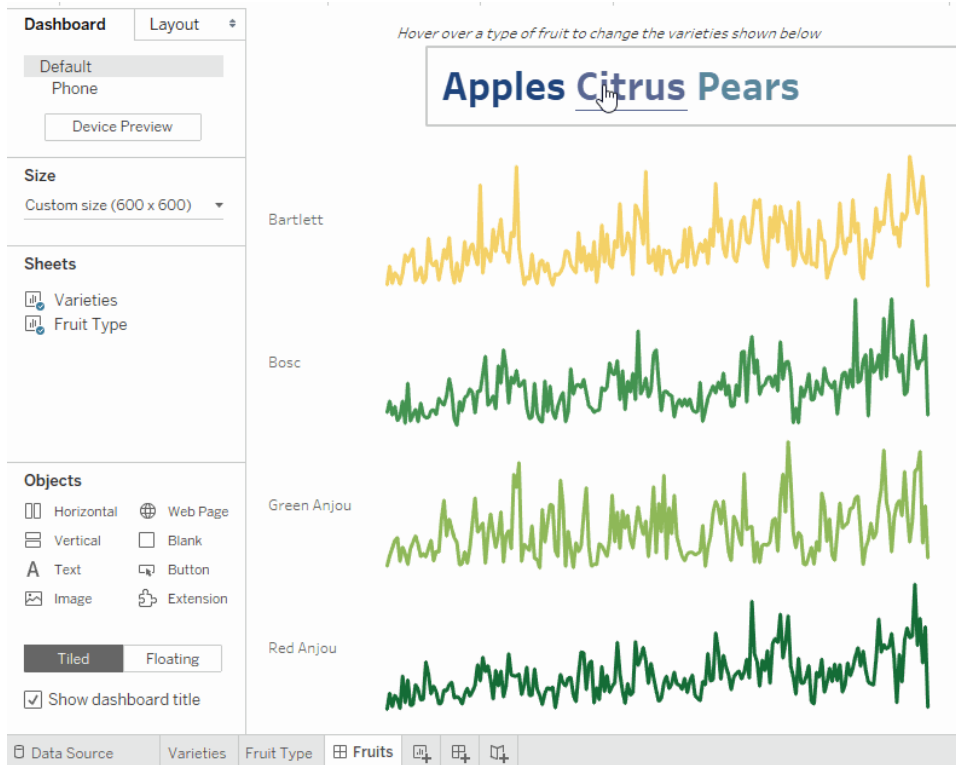 Dashboard
Layout
Default
Phone
Device Preview
Size
Custom size (600 x 600)
Sheets
Varieties
Fruit Type
Objects
Horizontal Web Page
Vertical Blank
Text Button
Image Extension
Tiled Floating
Show dashboard title
Hover over a type of fruit to change the varieties shown below
Apples Citrus Pears
Bartlett
Bosc
Green Anjou
Red Anjou
Data Source Varieties Fruit Type Fruits